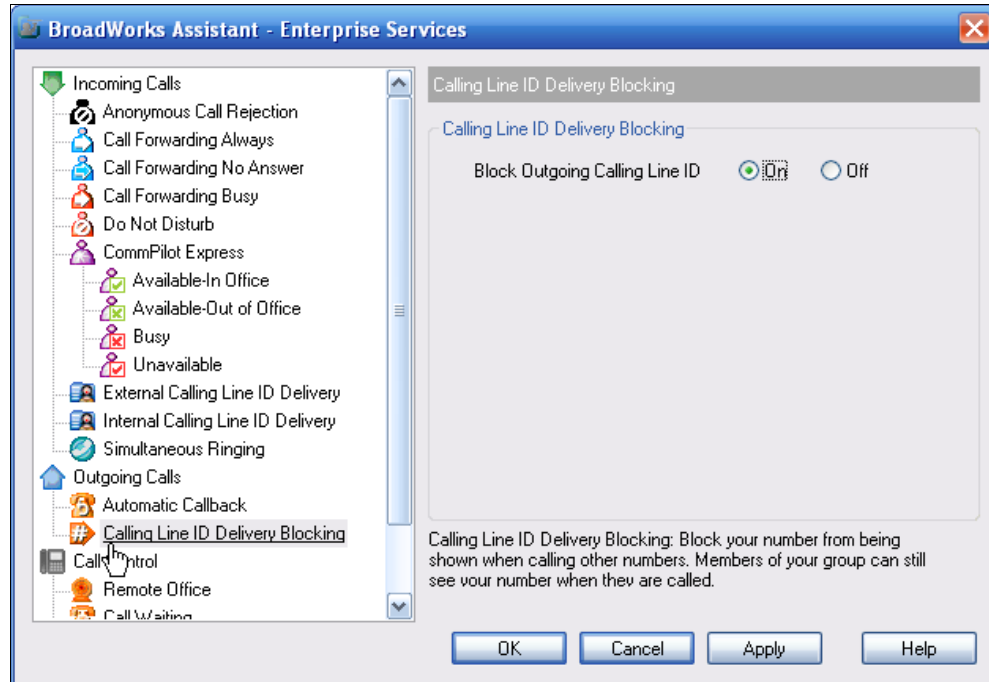 BroadWorks Assistant - Enterprise Services
Incoming Calls
Anonymous Call Rejection
Call Forwarding Always
Call Forwarding No Answer
Call Forwarding Busy
Do Not Disturb
CommPilot Express
Available-In Office
Available-Out of Office
Busy
Unavailable
External Calling Line ID Delivery
Internal Calling Line ID Delivery
Simultaneous Ringing
Outgoing Calls
Automatic Callback
Calling Line ID Delivery Blocking
Call Control
Remote Office
Call Waiting
Calling Line ID Delivery Blocking
Calling Line ID Delivery Blocking
Block Outgoing Calling Line ID On Off
Calling Line ID Delivery Blocking: Block your number from being
shown when calling other numbers. Members of your group can still
see your number when they are called.
OK Cancel Apply Help